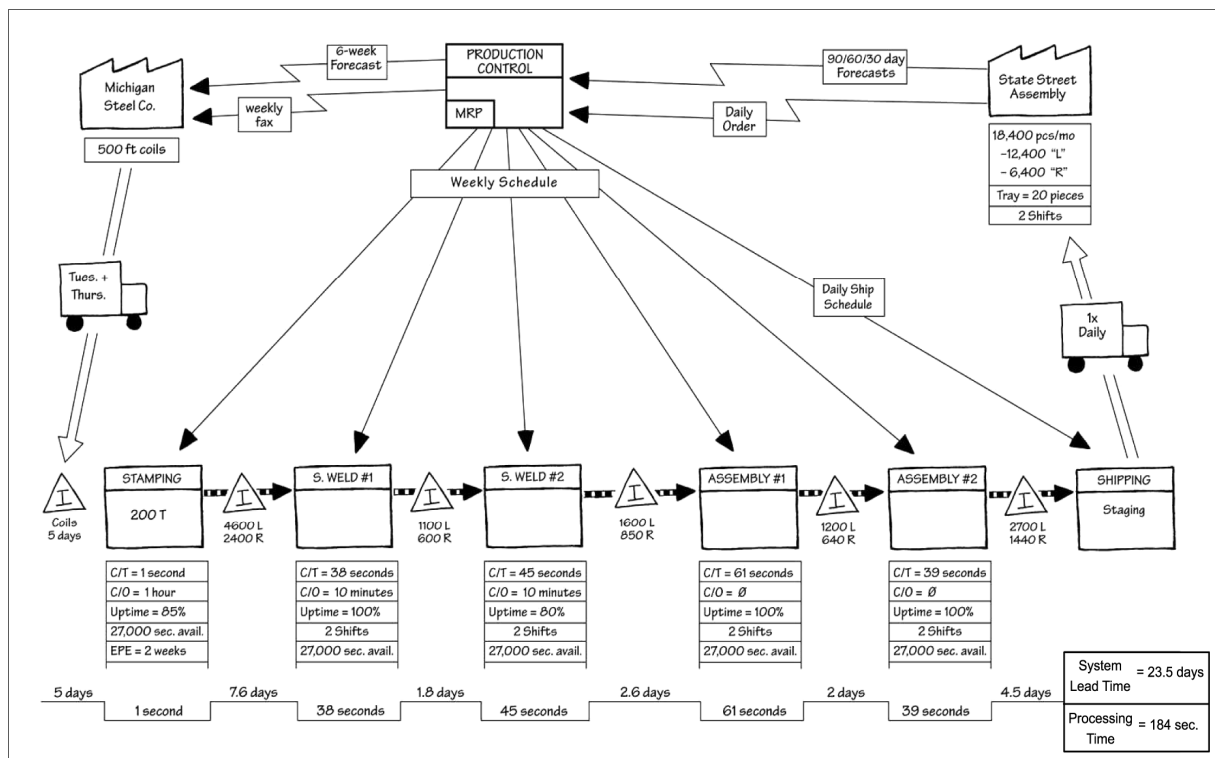 Michigan
Steel Co.
500 ft coils
6-week
Forecast
weekly
fax
PRODUCTION
CONTROL
MRP
90/60/30 day
Forecasts
Daily
Order
State Street
Assembly
18,400 pcs/mo
-12,400 "L"
- 6,400 "R"
Tray = 20 pieces
2 Shifts
Weekly Schedule
Tues. +
Thurs.
Daily Ship
Schedule
1x
Daily
I
Coils
5 days
STAMPING
200 T
I
4600 L
2400 R
S. WELD #1
I
1100 L
600 R
S. WELD #2
I
1600 L
850 R
ASSEMBLY #1
I
1200 L
640 R
ASSEMBLY #2
I
2700 L
1440 R
SHIPPING
Staging
C/T = 1 second
C/O = 1 hour
Uptime = 85%
27,000 sec. avail.
EPE = 2 weeks
C/T = 38 seconds
C/O = 10 minutes
Uptime = 100%
2 Shifts
27,000 sec. avail.
C/T = 45 seconds
C/O = 10 minutes
Uptime = 80%
2 Shifts
27,000 sec. avail.
C/T = 61 seconds
C/O = Ø
Uptime = 100%
2 Shifts
27,000 sec. avail.
C/T = 39 seconds
C/O = Ø
Uptime = 100%
2 Shifts
27,000 sec. avail.
5 days
1 second
7.6 days
38 seconds
1.8 days
45 seconds
2.6 days
61 seconds
2 days
39 seconds
4.5 days
System
Lead Time = 23.5 days
Processing
Time = 184 sec.